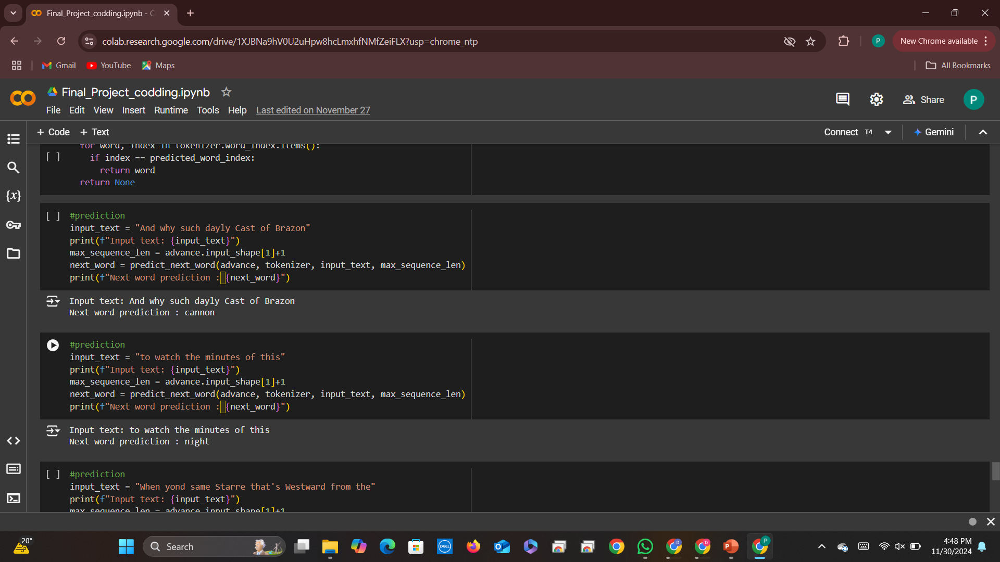 Final_Project_codding.ipynb - C
colab.research.google.com/drive/1XJBNa9hV0U2uHpw8hcLmxhfNMfZeiFLX?usp=chrome_ntp
P
New Chrome available
Gmail
YouTube
Maps
All Bookmarks
Final_Project_codding.ipynb
File Edit View Insert Runtime Tools Help Last edited on November 27
Share
P
+ Code + Text
Connect T4
Gemini
for word, index in tokenizer.word_index.items():
[ ] if index == predicted_word_index:
return word
return None
[ ] #prediction
input_text = "And why such dayly Cast of Brazon"
print(f"Input text: {input_text}")
max_sequence_len = advance.input_shape[1]+1
next_word = predict_next_word(advance, tokenizer, input_text, max_sequence_len)
print(f"Next word prediction : {next_word}")
Input text: And why such dayly Cast of Brazon
Next word prediction : cannon
#prediction
input_text = "to watch the minutes of this"
print(f"Input text: {input_text}")
max_sequence_len = advance.input_shape[1]+1
next_word = predict_next_word(advance, tokenizer, input_text, max_sequence_len)
print(f"Next word prediction : {next_word}")
Input text: to watch the minutes of this
Next word prediction : night
[ ] #prediction
input_text = "When yond same Starre that's Westward from the"
print(f"Input text: {input_text}")
max_sequence_len = advance.input_shape[1]+1
{x}
20°
Search
DELL
4:48 PM
11/30/2024